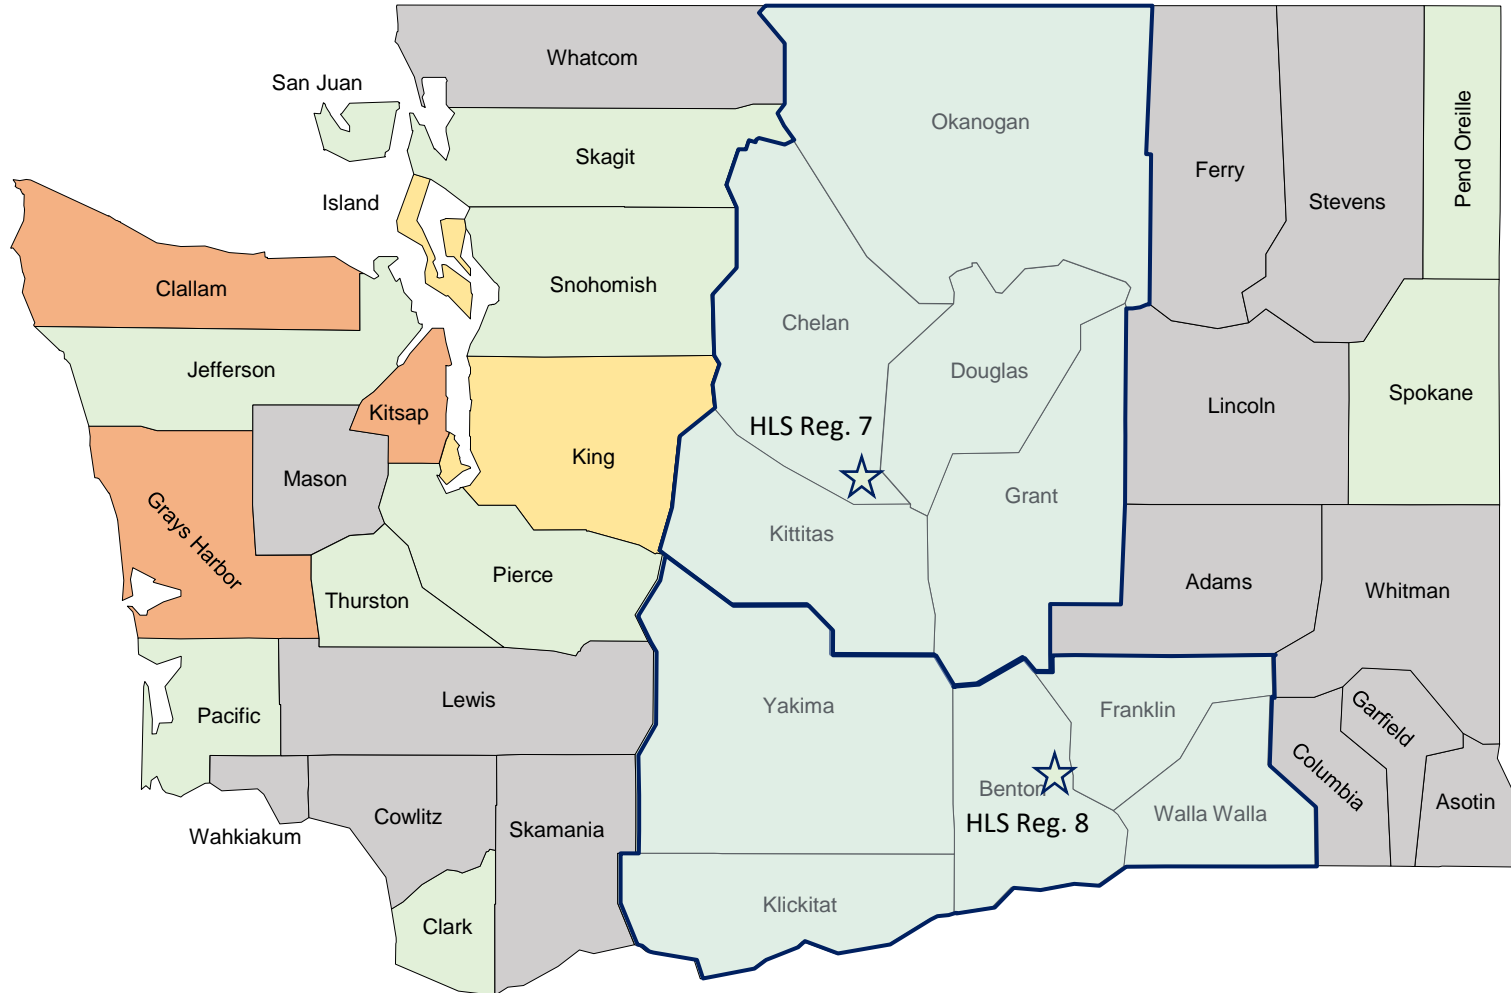 Whatcom
San Juan
Okanogan
Pend Oreille
Skagit
Ferry
Stevens
Island
Clallam
Snohomish
Chelan
Jefferson
Douglas
Spokane
Kitsap
Lincoln
HLS Reg. 7
King
Mason
Grant
Grays Harbor
Kittitas
Pierce
Adams
Whitman
Thurston
Lewis
Yakima
Franklin
Pacific
Garfield
Columbia
Benton
Cowlitz
Skamania
Walla Walla
Asotin
Wahkiakum
HLS Reg. 8
Klickitat
Clark